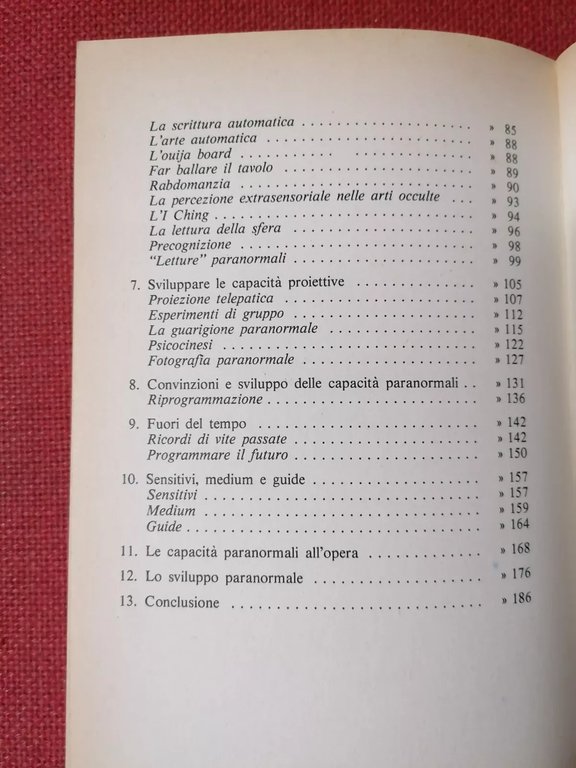 La scrittura automatica . . . . . . . . . . . . . . . . . . . . » 85
L'arte automatica . . . . . . . . . . . . . . . . . . . . . . . » 88
L'ouija board . . . . . . . . . . . . . . . . . . . . . » 88
Far ballare il tavolo . . . . . . . . . . . . . . . . . . . . . » 89
Rabdomanzia . . . . . . . . . . . . . . . . . . . . . . . . . . » 90
La percezione extrasensoriale nelle arti occulte . . . » 93
L'I Ching . . . . . . . . . . . . . . . . . . . . . . . . . . . . » 94
La lettura della sfera . . . . . . . . . . . . . . . . . . . . » 96
Precognizione . . . . . . . . . . . . . . . . . . . . . . . . . » 98
"Letture" paranormali . . . . . . . . . . . . . . . . . . . » 99
7. Sviluppare le capacità proiettive . . . . . . . . . . . . » 105
Proiezione telepatica . . . . . . . . . . . . . . . . . . . . » 107
Esperimenti di gruppo . . . . . . . . . . . . . . . . . . . » 112
La guarigione paranormale . . . . . . . . . . . . . . . » 115
Psicocinesi . . . . . . . . . . . . . . . . . . . . . . . . . . . » 122
Fotografia paranormale . . . . . . . . . . . . . . . . . . » 127
8. Convinzioni e sviluppo delle capacità paranormali . . » 131
Riprogrammazione . . . . . . . . . . . . . . . . . . . . . » 136
9. Fuori del tempo . . . . . . . . . . . . . . . . . . . . . . . » 142
Ricordi di vite passate . . . . . . . . . . . . . . . . . . . » 142
Programmare il futuro . . . . . . . . . . . . . . . . . . . » 150
10. Sensitivi, medium e guide . . . . . . . . . . . . . . . . . » 157
Sensitivi . . . . . . . . . . . . . . . . . . . . . . . . . . . . . » 157
Medium . . . . . . . . . . . . . . . . . . . . . . . . . . . . . » 159
Guide . . . . . . . . . . . . . . . . . . . . . . . . . . . . . . . » 164
11. Le capacità paranormali all'opera . . . . . . . . . . . . » 168
12. Lo sviluppo paranormale . . . . . . . . . . . . . . . . . » 176
13. Conclusione . . . . . . . . . . . . . . . . . . . . . . . . . . » 186